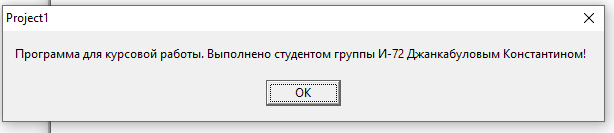 Project1
Программа для курсовой работы. Выполнено студентом группы И-72 Джанкабуловым Константином!
OK